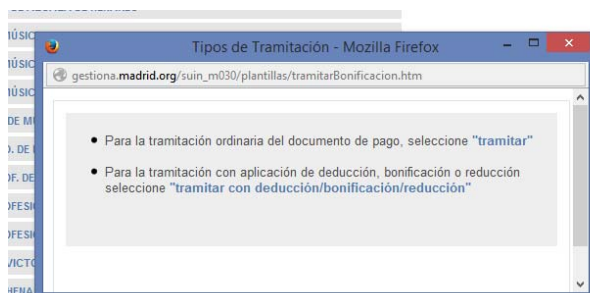 MÚSIC
Tipos de Tramitación - Mozilla Firefox
gestiona.madrid.org/suin_m030/plantillas/tramitarBonificacion.htm
• Para la tramitación ordinaria del documento de pago, seleccione "tramitar"
• Para la tramitación con aplicación de deducción, bonificación o reducción
seleccione "tramitar con deducción/bonificación/reducción"